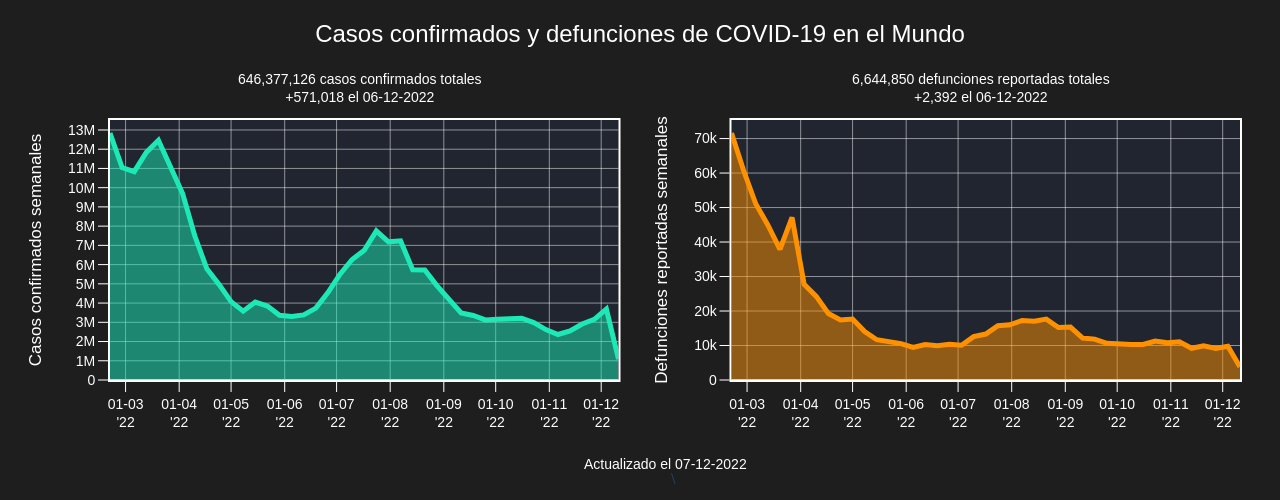 Casos confirmados y defunciones de COVID-19 en el Mundo
646,377,126 casos confirmados totales
+571,018 el 06-12-2022
Casos confirmados semanales
13M
12M
11M
10M
9M
8M
7M
6M
5M
4M
3M
2M
1M
0
01-03 01-04 01-05 01-06 01-07 01-08 01-09 01-10 01-11 01-12
'22 '22 '22 '22 '22 '22 '22 '22 '22 '22
6,644,850 defunciones reportadas totales
+2,392 el 06-12-2022
Defunciones reportadas semanales
70k
60k
50k
40k
30k
20k
10k
0
01-03 01-04 01-05 01-06 01-07 01-08 01-09 01-10 01-11 01-12
'22 '22 '22 '22 '22 '22 '22 '22 '22 '22
Actualizado el 07-12-2022
\